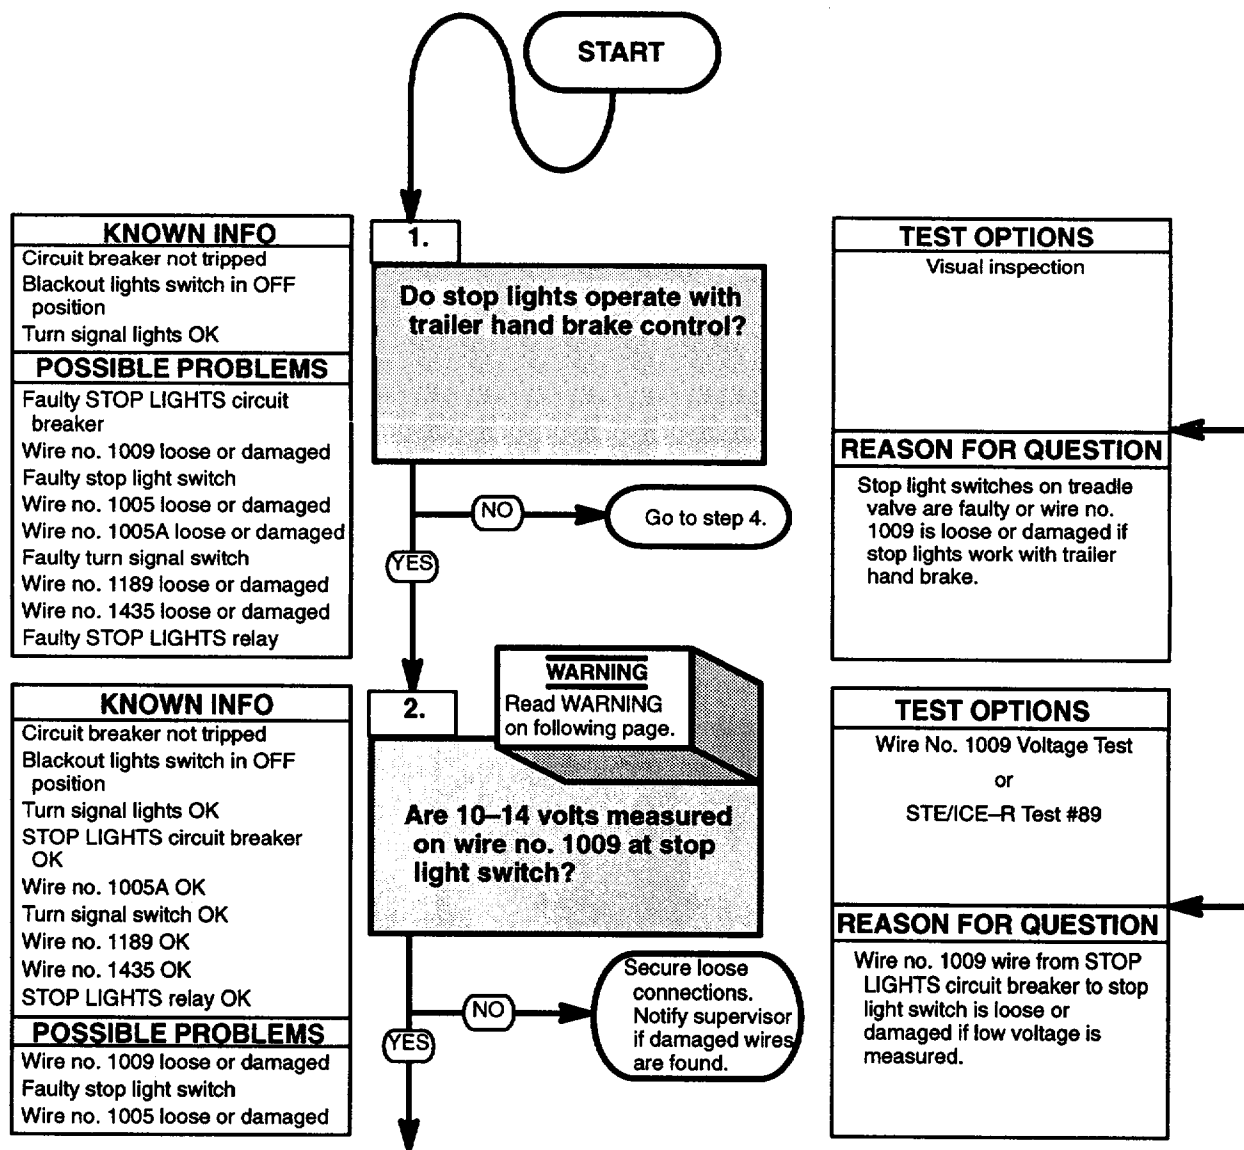 START
KNOWN INFO
Circuit breaker not tripped
Blackout lights switch in OFF
position
Turn signal lights OK
POSSIBLE PROBLEMS
Faulty STOP LIGHTS circuit
breaker
Wire no. 1009 loose or damaged
Faulty stop light switch
Wire no. 1005 loose or damaged
Wire no. 1005A loose or damaged
Faulty turn signal switch
Wire no. 1189 loose or damaged
Wire no. 1435 loose or damaged
Faulty STOP LIGHTS relay
1.
Do stop lights operate with
trailer hand brake control?
NO
Go to step 4.
YES
TEST OPTIONS
Visual inspection
REASON FOR QUESTION
Stop light switches on treadle
valve are faulty or wire no.
1009 is loose or damaged if
stop lights work with trailer
hand brake.
KNOWN INFO
Circuit breaker not tripped
Blackout lights switch in OFF
position
Turn signal lights OK
STOP LIGHTS circuit breaker
OK
Wire no. 1005A OK
Turn signal switch OK
Wire no. 1189 OK
Wire no. 1435 OK
STOP LIGHTS relay OK
POSSIBLE PROBLEMS
Wire no. 1009 loose or damaged
Faulty stop light switch
Wire no. 1005 loose or damaged
2.
WARNING
Read WARNING
on following page.
Are 10–14 volts measured
on wire no. 1009 at stop
light switch?
NO
Secure loose
connections.
Notify supervisor
if damaged wires
are found.
YES
TEST OPTIONS
Wire No. 1009 Voltage Test
or
STE/ICE–R Test #89
REASON FOR QUESTION
Wire no. 1009 wire from STOP
LIGHTS circuit breaker to stop
light switch is loose or
damaged if low voltage is
measured.